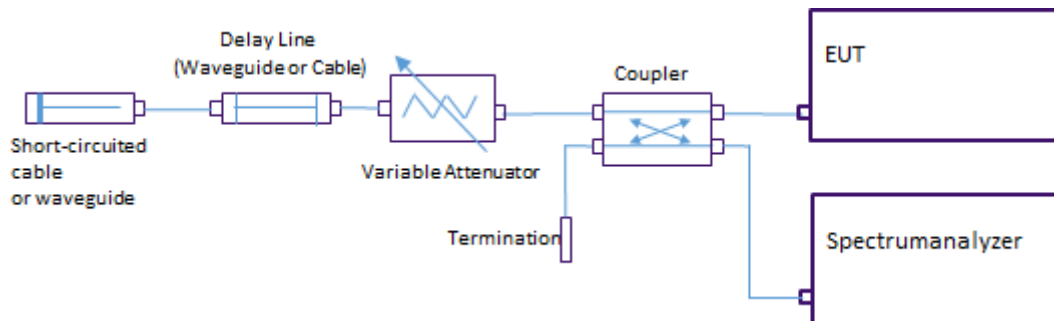 Delay Line
(Waveguide or Cable)
EUT
Coupler
Short-circuited
cable
or waveguide
Variable Attenuator
Termination
Spectrumanalyzer